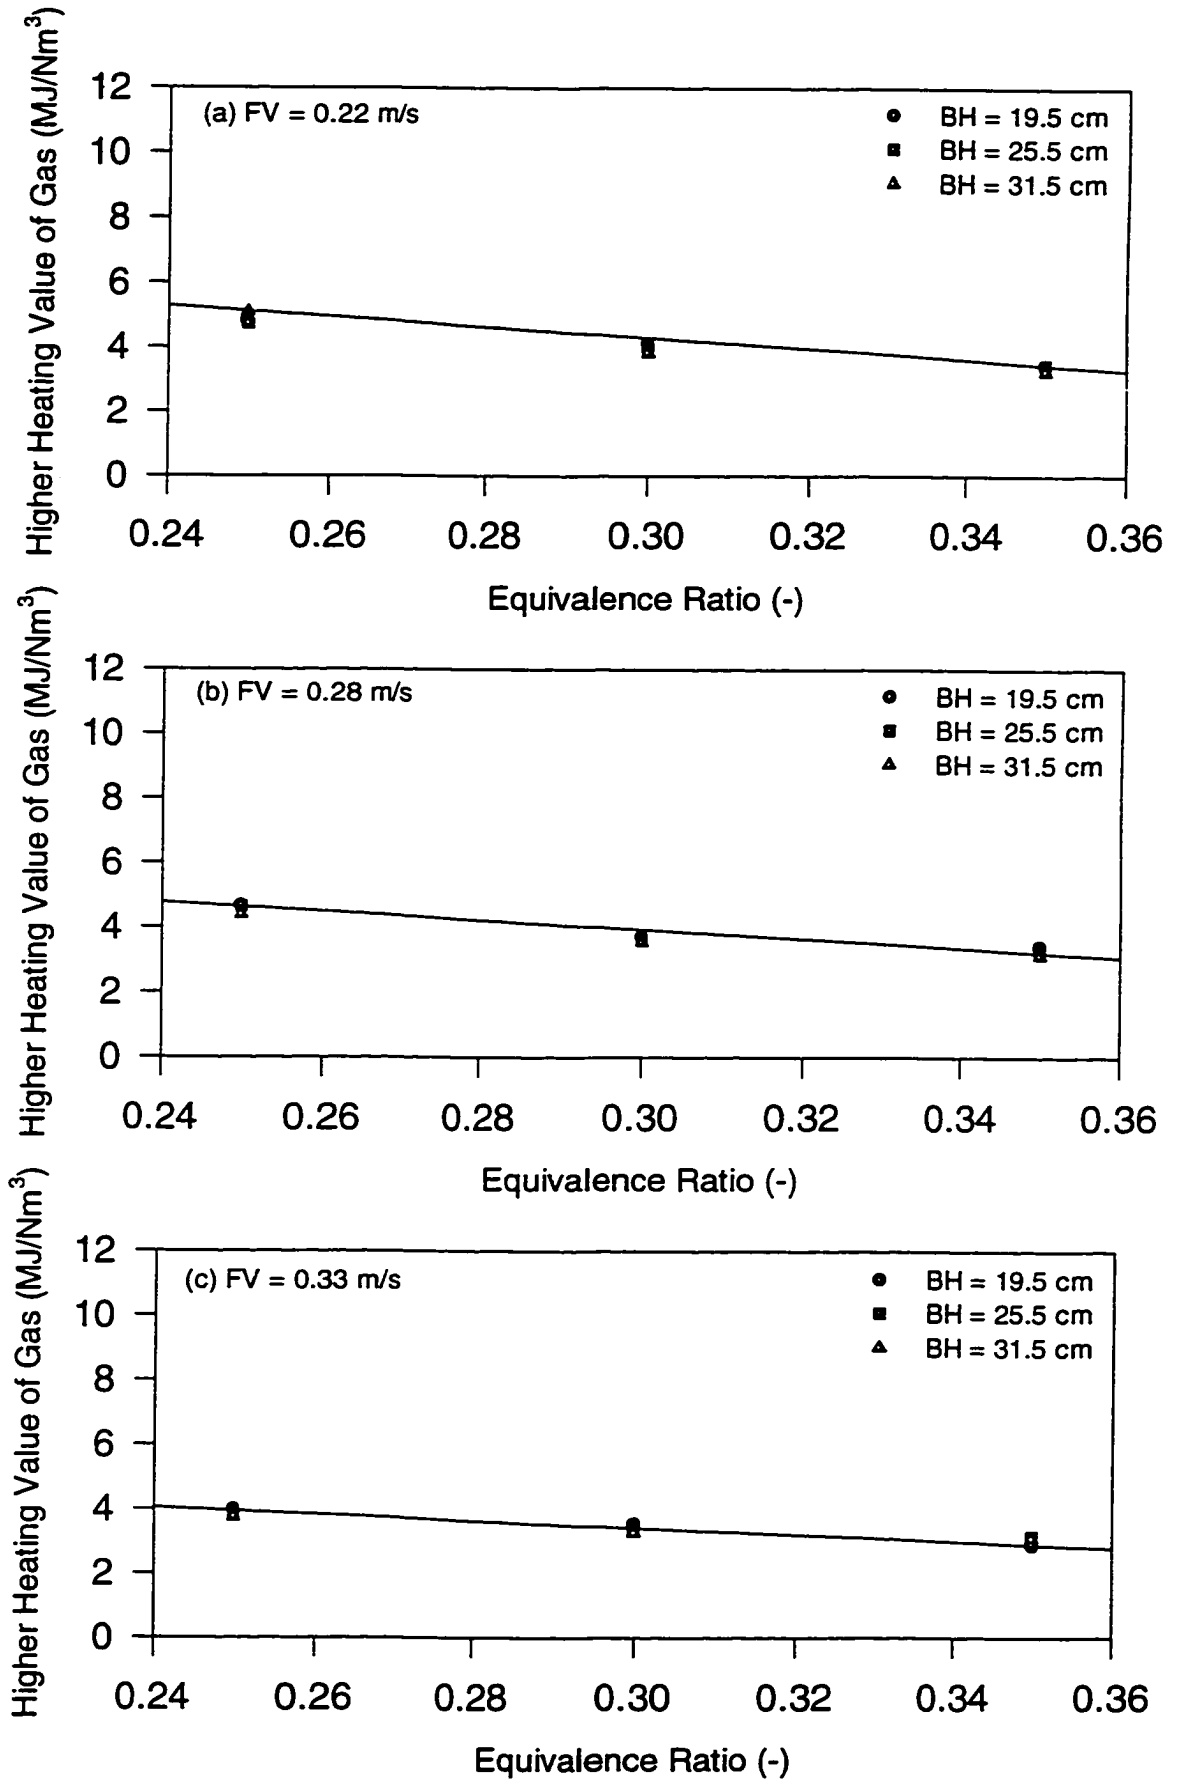 Higher Heating Value of Gas (MJ/Nm³)
12
10
8
6
4
2
0
(a) FV = 0.22 m/s
BH = 19.5 cm
BH = 25.5 cm
BH = 31.5 cm
0.24 0.26 0.28 0.30 0.32 0.34 0.36
Equivalence Ratio (-)
Higher Heating Value of Gas (MJ/Nm³)
12
10
8
6
4
2
0
(b) FV = 0.28 m/s
BH = 19.5 cm
BH = 25.5 cm
BH = 31.5 cm
0.24 0.26 0.28 0.30 0.32 0.34 0.36
Equivalence Ratio (-)
Higher Heating Value of Gas (MJ/Nm³)
12
10
8
6
4
2
0
(c) FV = 0.33 m/s
BH = 19.5 cm
BH = 25.5 cm
BH = 31.5 cm
0.24 0.26 0.28 0.30 0.32 0.34 0.36
Equivalence Ratio (-)